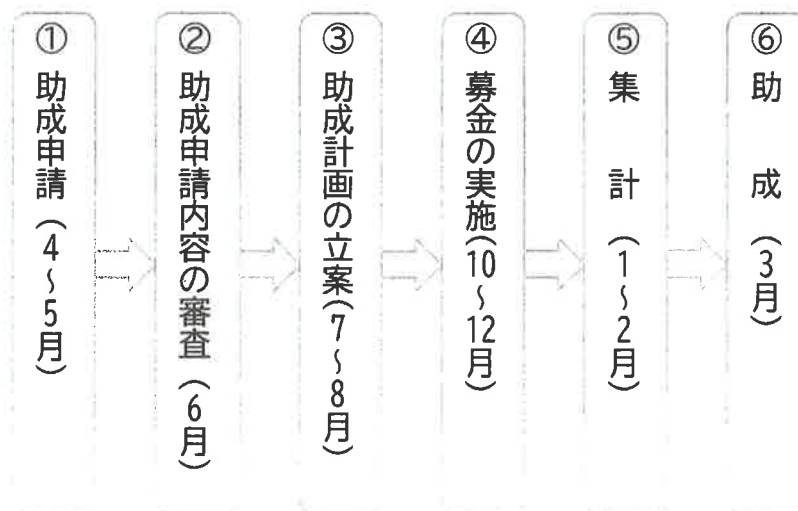 ① 助成申請（4～5月）
② 助成申請内容の審査（6月）
③ 助成計画の立案（7～8月）
④ 募金の実施（10～12月）
⑤ 集計（1～2月）
⑥ 助成（3月）